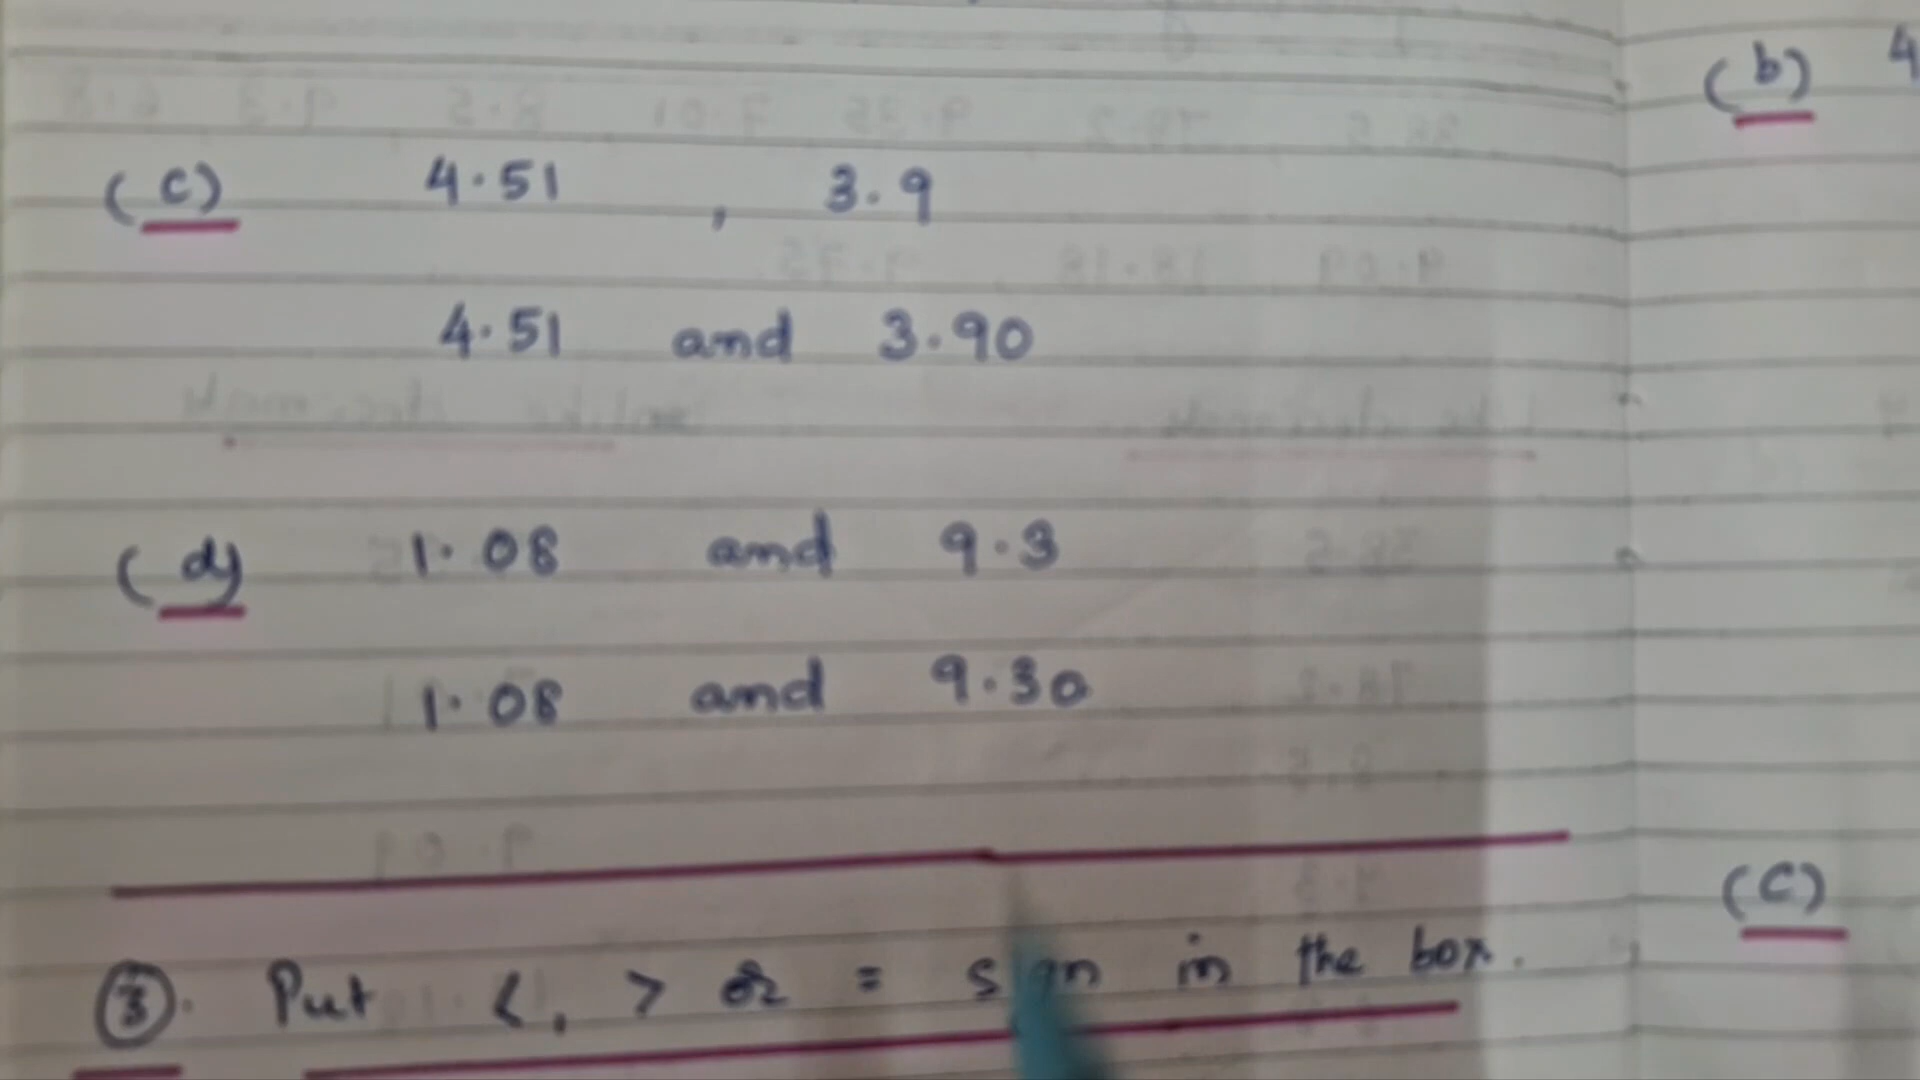 (c) 4.51 , 3.9
4.51 and 3.90
(d) 1.08 and 9.3
1.08 and 9.30
③. Put <, > or = sign in the box.
(b) 4
(C)